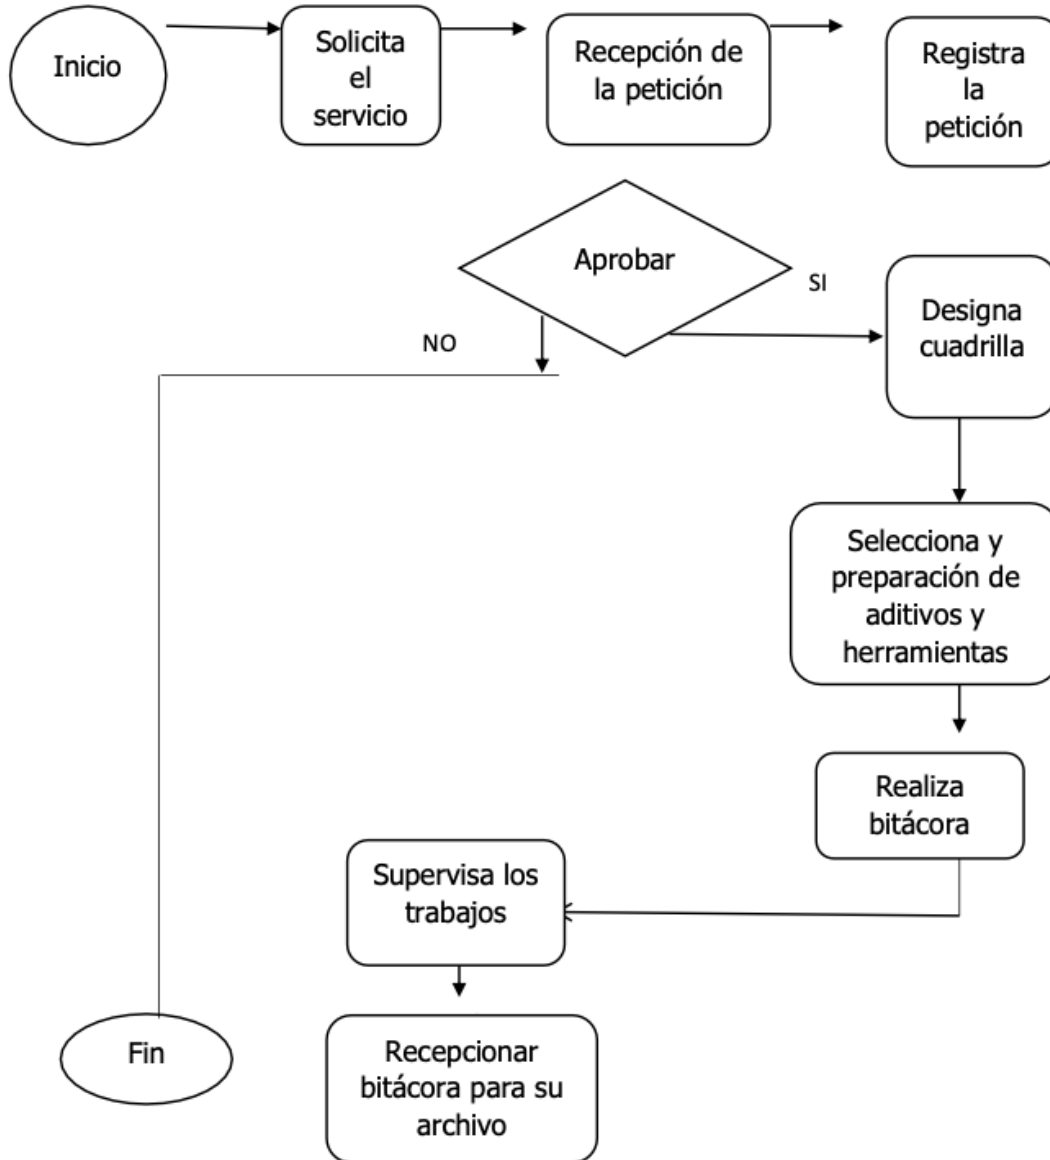 Inicio
Solicita
el
servicio
Recepción de
la petición
Registra
la
petición
Aprobar
SI
NO
Designa
cuadrilla
Selecciona y
preparación de
aditivos y
herramientas
Realiza
bitácora
Supervisa los
trabajos
Fin
Recepcionar
bitácora para su
archivo